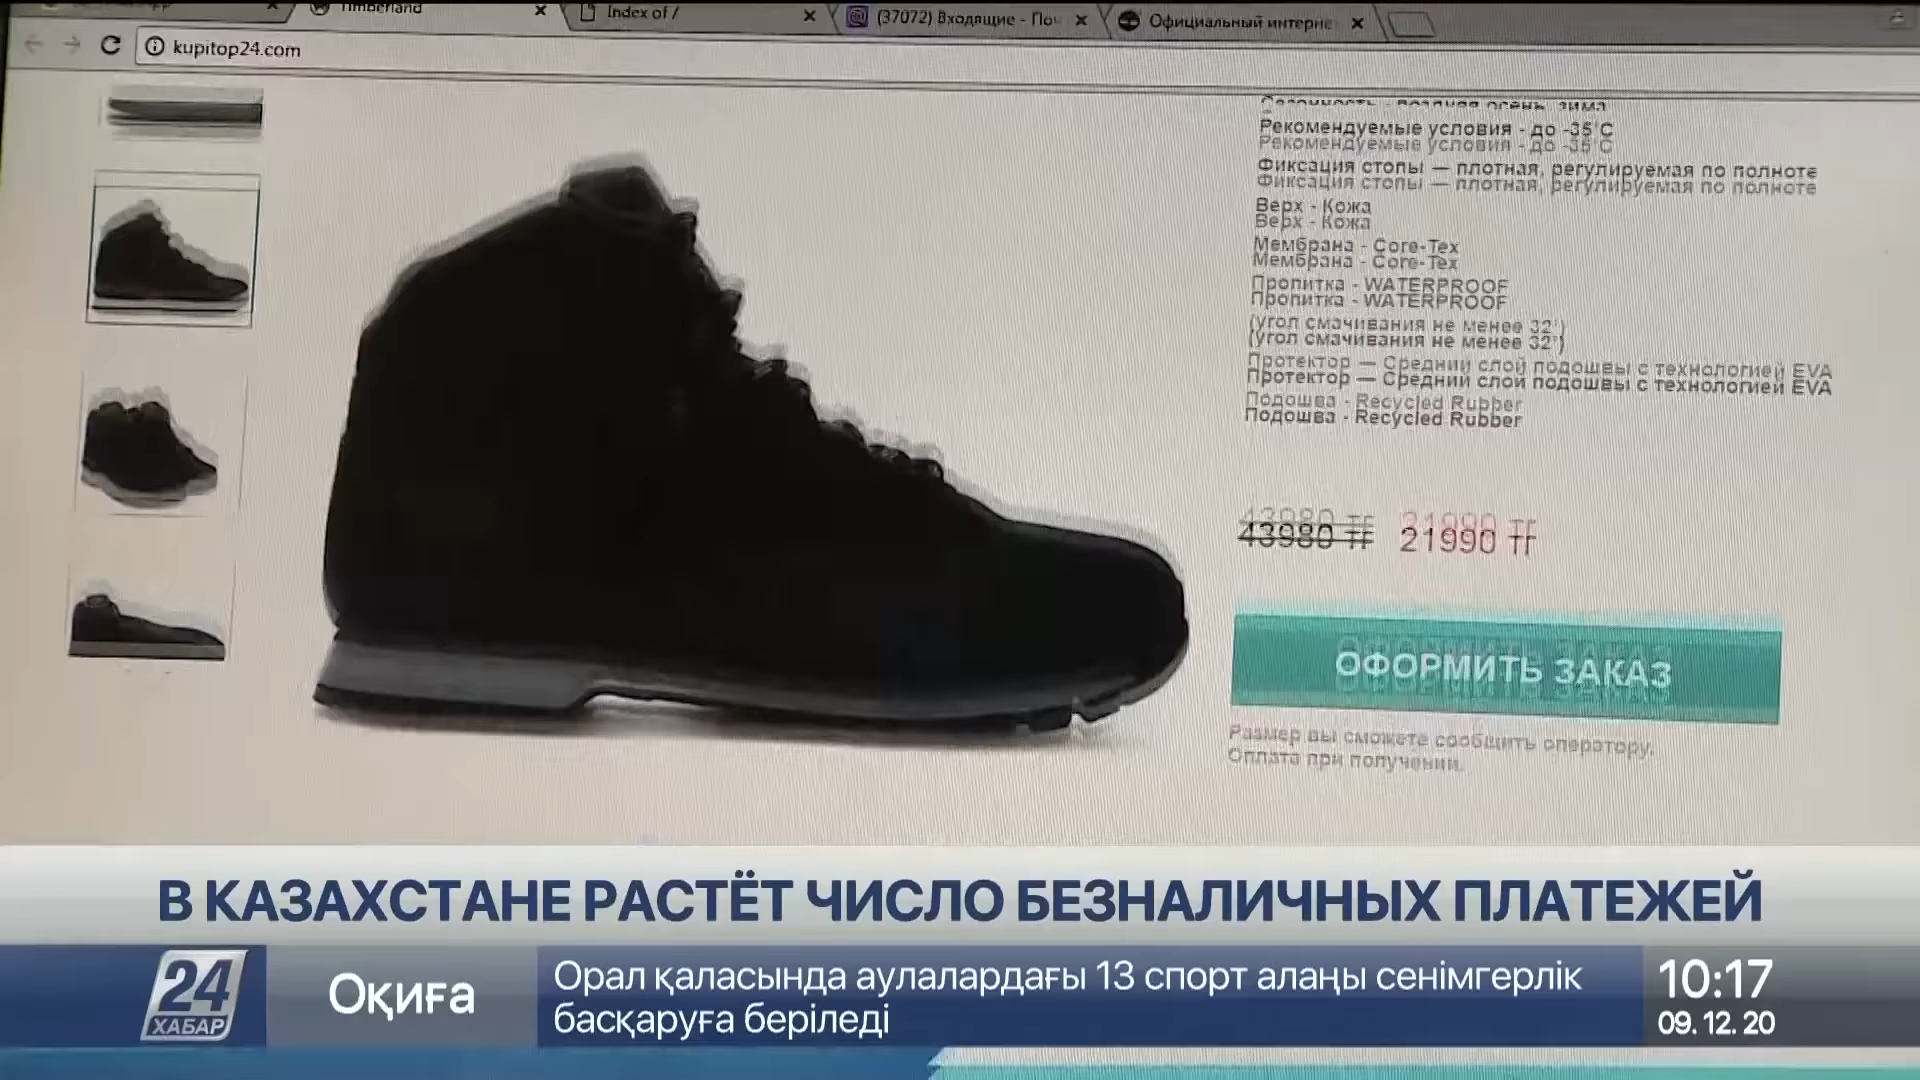 Timberland
Index of /
(37072) Входящие - Поч
Официальный интерне
kupitop24.com
Рекомендуемые условия - до -35°C
Фиксация стопы — плотная, регулируемая по полноте
Верх - Кожа
Мембрана - Core-Tex
Пропитка - WATERPROOF
(угол смачивания не менее 32°)
Протектор — Средний слой подошвы с технологией EVA
Подошва - Recycled Rubber
43980 тг 21990 тг
ОФОРМИТЬ ЗАКАЗ
Размер вы сможете сообщить оператору.
Оплата при получении.
В КАЗАХСТАНЕ РАСТЁТ ЧИСЛО БЕЗНАЛИЧНЫХ ПЛАТЕЖЕЙ
24
ХАБАР
Оқиға
Орал қаласында аулалардағы 13 спорт алаңы сенімгерлік
басқаруға беріледі
10:17
09.12.20